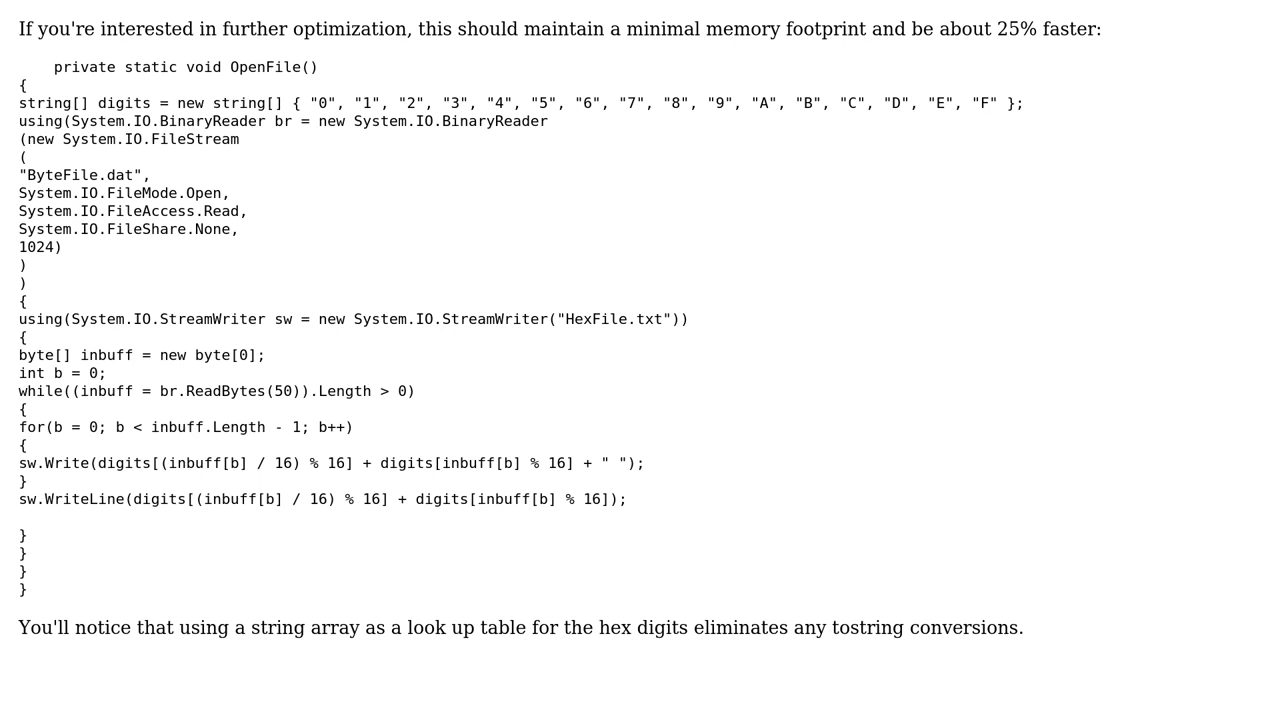 If you're interested in further optimization, this should maintain a minimal memory footprint and be about 25% faster:
    private static void OpenFile()
{
string[] digits = new string[] { "0", "1", "2", "3", "4", "5", "6", "7", "8", "9", "A", "B", "C", "D", "E", "F" };
using(System.IO.BinaryReader br = new System.IO.BinaryReader
(new System.IO.FileStream
(
"ByteFile.dat",
System.IO.FileMode.Open,
System.IO.FileAccess.Read,
System.IO.FileShare.None,
1024)
)
)
{
using(System.IO.StreamWriter sw = new System.IO.StreamWriter("HexFile.txt"))
{
byte[] inbuff = new byte[0];
int b = 0;
while((inbuff = br.ReadBytes(50)).Length > 0)
{
for(b = 0; b < inbuff.Length - 1; b++)
{
sw.Write(digits[(inbuff[b] / 16) % 16] + digits[inbuff[b] % 16] + " ");
}
sw.WriteLine(digits[(inbuff[b] / 16) % 16] + digits[inbuff[b] % 16]);

}
}
}
}
You'll notice that using a string array as a look up table for the hex digits eliminates any tostring conversions.